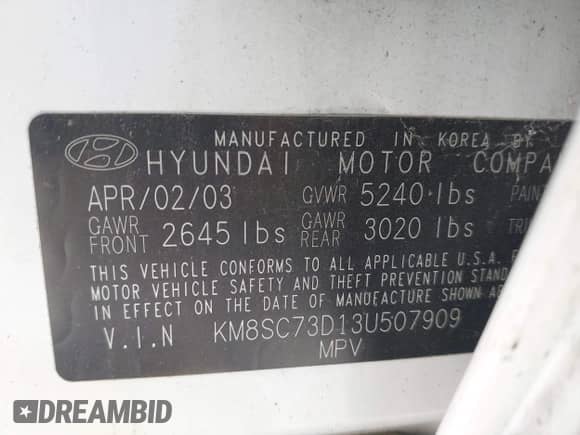 MANUFACTURED IN KOREA BY
HYUNDAI MOTOR COMPA
APR/02/03 GVWR 5240 lbs PAIN
GAWR FRONT 2645 lbs GAWR REAR 3020 lbs TRI
THIS VEHICLE CONFORMS TO ALL APPLICABLE U.S.A. F
MOTOR VEHICLE SAFETY AND THEFT PREVENTION STAND
IN EFFECT ON THE DATE OF MANUFACTURE SHOWN A
V.I.N KM8SC73D13U507909
MPV
DREAMBID